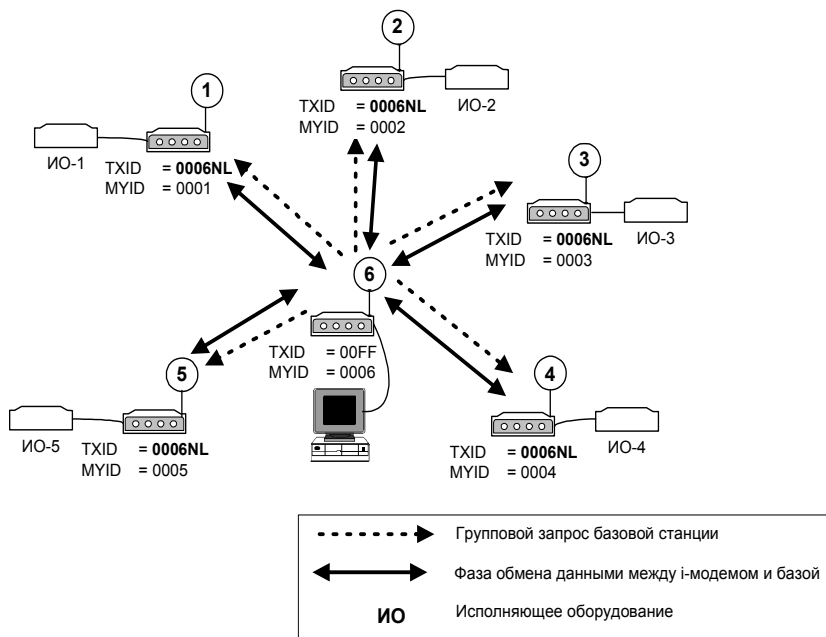 2
1
ИО-2
TXID = 0006NL
MYID = 0002
ИО-1
TXID = 0006NL
MYID = 0001
3
TXID = 0006NL
MYID = 0003
ИО-3
6
TXID = 00FF
MYID = 0006
5
4
ИО-5
TXID = 0006NL
MYID = 0005
TXID = 0006NL
MYID = 0004
ИО-4
Групповой запрос базовой станции
Фаза обмена данными между i-модемом и базой
ИО Исполняющее оборудование